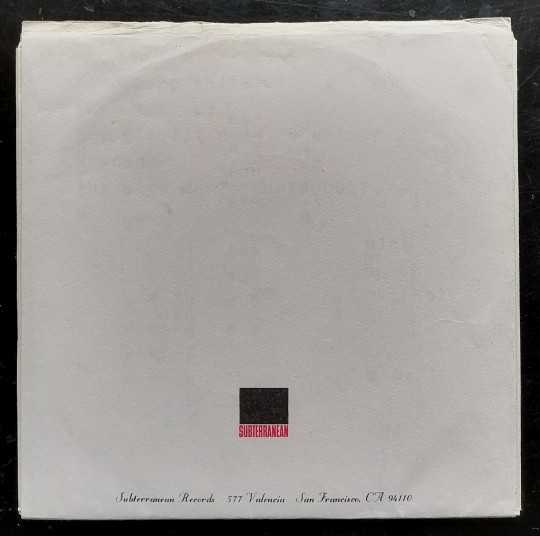 SUBTERRANEAN
Subterranean Records 577 Valencia San Francisco, CA 94110